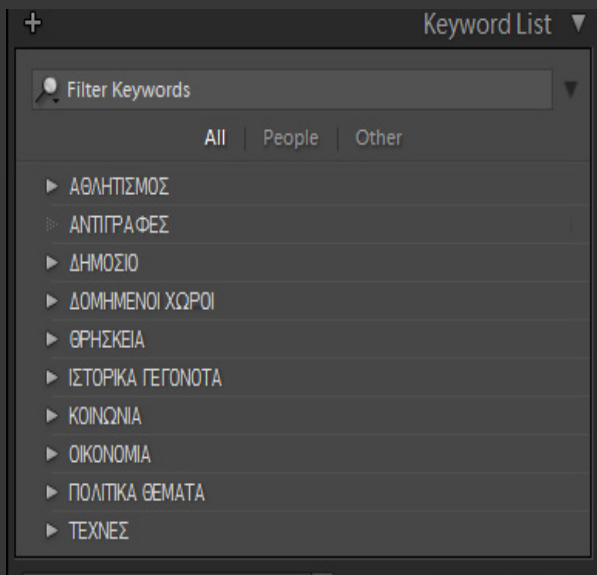 Keyword List
Filter Keywords
All People Other
ΑΘΛΗΤΙΣΜΟΣ
ΑΝΤΙΓΡΑΦΕΣ
ΔΗΜΟΣΙΟ
ΔΟΜΗΜΕΝΟΙ ΧΩΡΟΙ
ΘΡΗΣΚΕΙΑ
ΙΣΤΟΡΙΚΑ ΓΕΓΟΝΟΤΑ
ΚΟΙΝΩΝΙΑ
ΟΙΚΟΝΟΜΙΑ
ΠΟΛΙΤΙΚΑ ΘΕΜΑΤΑ
ΤΕΧΝΕΣ